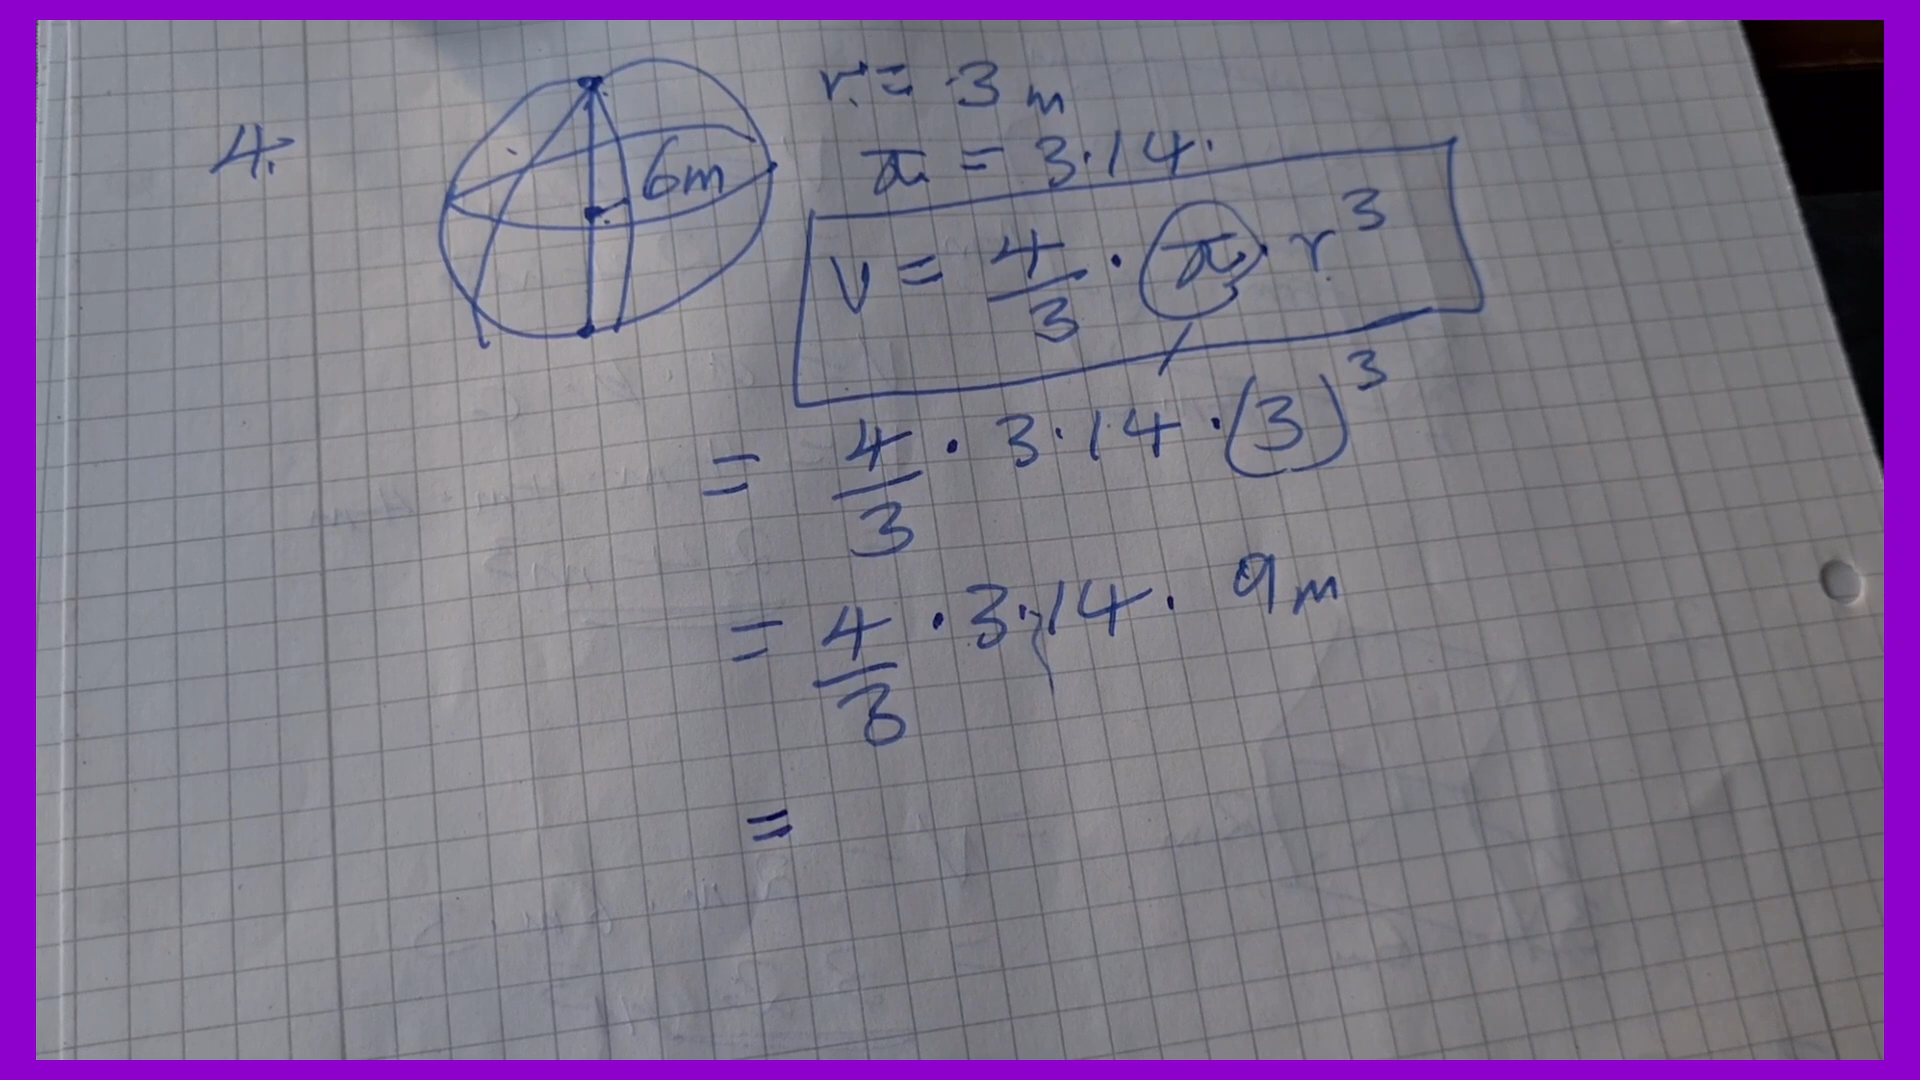 4.
6m
r = 3 m
π = 3.14.
V = 4/3 · π · r³
= 4/3 · 3·14 · (3)³
= 4/3 · 3·14 · 9m
=